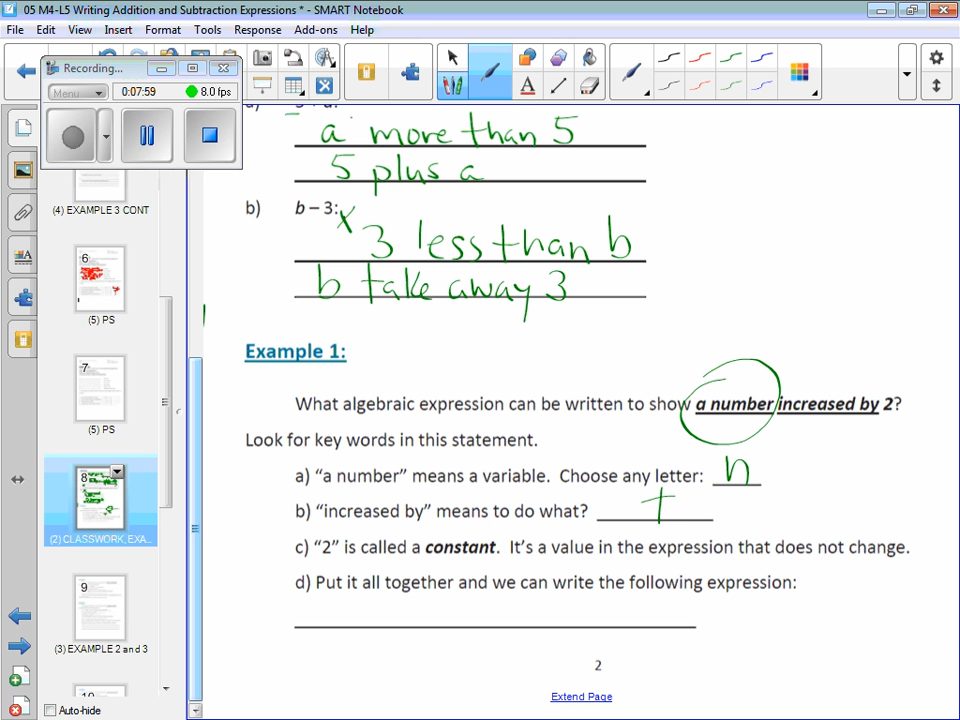 05 M4-L5 Writing Addition and Subtraction Expressions * - SMART Notebook
File Edit View Insert Format Tools Response Add-ons Help
Recording...
Menu 0:07:59 8.0 fps
a more than 5
5 plus a
b) b – 3:
3 less than b
b take away 3
(4) EXAMPLE 3 CONT
6
(5) PS
7
(5) PS
8
(2) CLASSWORK, EXA...
9
(3) EXAMPLE 2 and 3
10
Auto-hide
Example 1:
What algebraic expression can be written to show a number increased by 2?
Look for key words in this statement.
a) “a number” means a variable. Choose any letter: n
b) “increased by” means to do what? +
c) “2” is called a constant. It’s a value in the expression that does not change.
d) Put it all together and we can write the following expression:
2
Extend Page